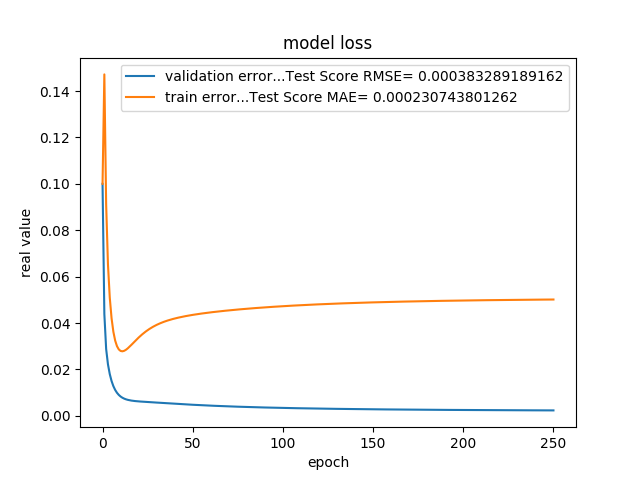 model loss
validation error...Test Score RMSE= 0.000383289189162
train error...Test Score MAE= 0.000230743801262
real value
0.14
0.12
0.10
0.08
0.06
0.04
0.02
0.00
0 50 100 150 200 250
epoch